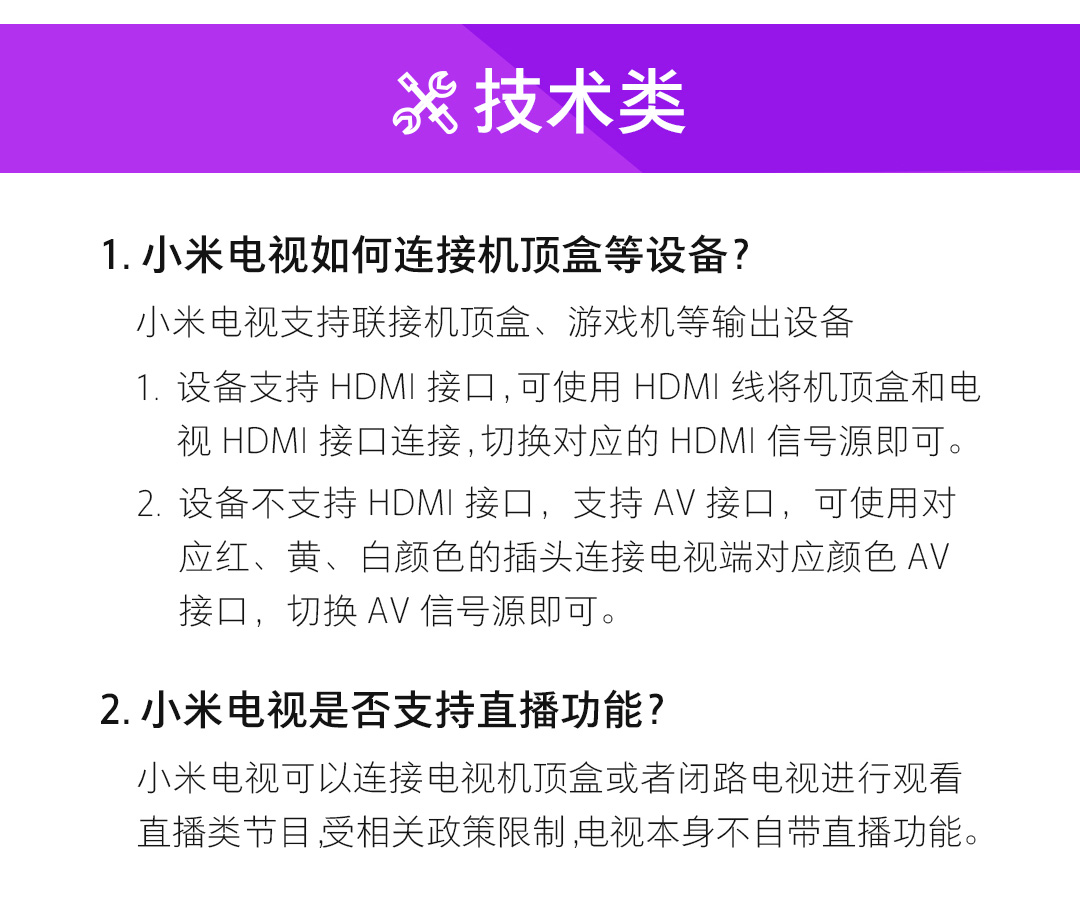 技术类
1. 小米电视如何连接机顶盒等设备?
小米电视支持联接机顶盒、游戏机等输出设备
1. 设备支持 HDMI 接口,可使用 HDMI 线将机顶盒和电
视 HDMI 接口连接,切换对应的 HDMI 信号源即可。
2. 设备不支持 HDMI 接口，支持 AV 接口，可使用对
应红、黄、白颜色的插头连接电视端对应颜色 AV
接口，切换 AV 信号源即可。
2. 小米电视是否支持直播功能?
小米电视可以连接电视机顶盒或者闭路电视进行观看
直播类节目,受相关政策限制,电视本身不自带直播功能。